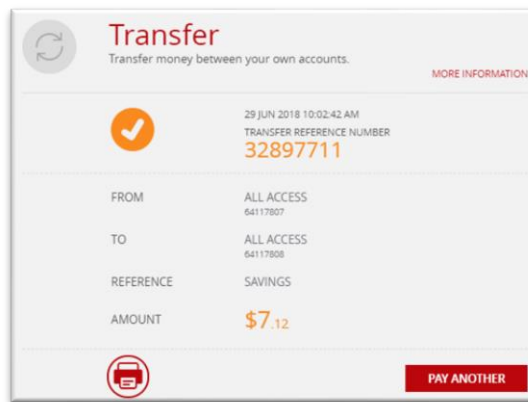 Transfer
Transfer money between your own accounts.
MORE INFORMATION
29 JUN 2018 10:02:42 AM
TRANSFER REFERENCE NUMBER
32897711
FROM ALL ACCESS
64117807
TO ALL ACCESS
64117808
REFERENCE SAVINGS
AMOUNT $7.12
PAY ANOTHER